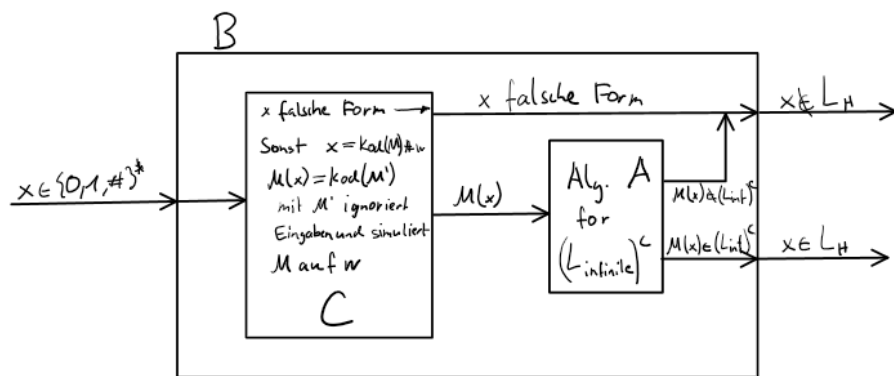 B
x falsche Form →
Sonst x = Kod(M)#w
M(x) = kod(M')
mit M' ignoriert
Eingaben und simuliert
M auf w
C
x ∈ {0,1,#}*
x falsche Form
M(x)
Alg. A
for
(L_infinite)^C
M(x) ∉ (L_inf)^C
M(x) ∈ (L_inf)^C
x ∉ L_H
x ∈ L_H